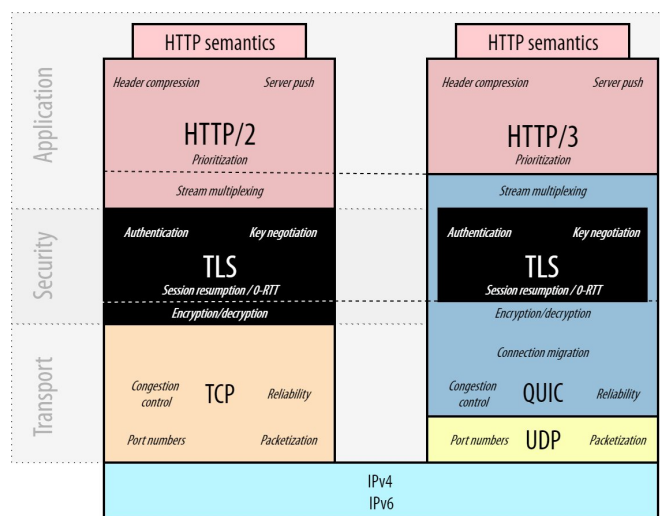 Application
Security
Transport
HTTP semantics
Header compression Server push
HTTP/2
Prioritization
Stream multiplexing
Authentication Key negotiation
TLS
Session resumption / 0-RTT
Encryption/decryption
Congestion
control
TCP
Reliability
Port numbers Packetization
HTTP semantics
Header compression Server push
HTTP/3
Prioritization
Stream multiplexing
Authentication Key negotiation
TLS
Session resumption / 0-RTT
Encryption/decryption
Connection migration
Congestion
control
QUIC
Reliability
Port numbers UDP Packetization
IPv4
IPv6